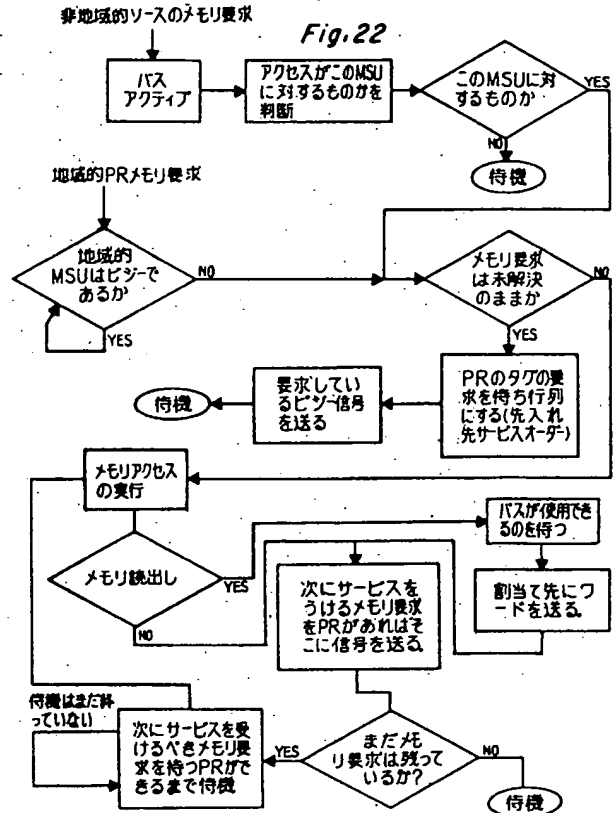 非地域的ソースのメモリ要求
Fig.22
バス
アクティブ
アクセスがこのMSU
に対するものかを
判断
このMSUに対
するものか
YES
NO
待機
地域的PRメモリ要求
地域的
MSUはビジーで
あるか
NO
YES
メモリ要求
は未解決
のままか
NO
YES
PRのタグの要
求を待ち行列
にする(先入れ
先サービスオーダー)
要求してい
るビジー信号
を送る
待機
メモリアクセス
の実行
メモリ読出し
YES
NO
バスが使用でき
るのを待つ
割当て先にワ
ードを送る.
次にサービスを
うけるメモリ要求
をPRがあればそ
こに信号を送る.
待機はまだ終
っていない
次にサービスを受
けるべきメモリ要
求を待つPRがで
きるまで待機
YES
まだメモ
リ要求は残って
いるか?
NO
待機